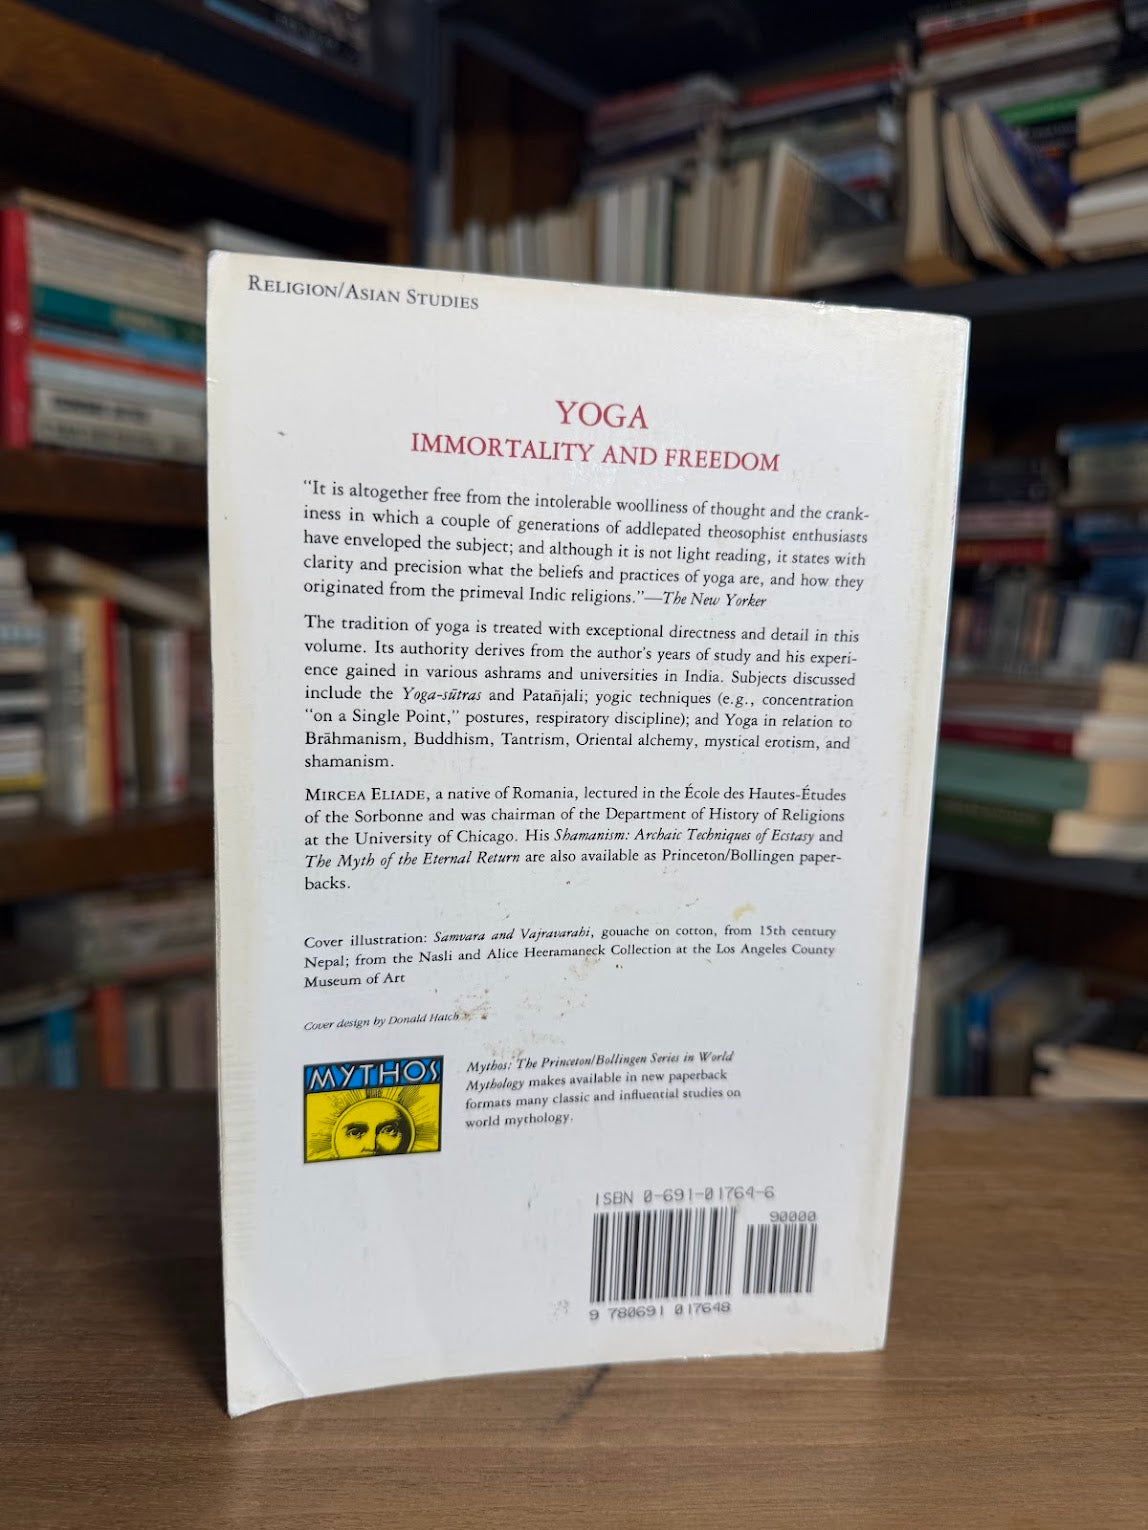 RELIGION/ASIAN STUDIES
YOGA
IMMORTALITY AND FREEDOM
“It is altogether free from the intolerable woolliness of thought and the crank-
iness in which a couple of generations of addlepated theosophist enthusiasts
have enveloped the subject; and although it is not light reading, it states with
clarity and precision what the beliefs and practices of yoga are, and how they
originated from the primeval Indic religions.”—The New Yorker
The tradition of yoga is treated with exceptional directness and detail in this
volume. Its authority derives from the author's years of study and his experi-
ence gained in various ashrams and universities in India. Subjects discussed
include the Yoga-sūtras and Patañjali; yogic techniques (e.g., concentration
“on a Single Point,” postures, respiratory discipline); and Yoga in relation to
Brāhmanism, Buddhism, Tantrism, Oriental alchemy, mystical erotism, and
shamanism.
MIRCEA ELIADE, a native of Romania, lectured in the École des Hautes-Études
of the Sorbonne and was chairman of the Department of History of Religions
at the University of Chicago. His Shamanism: Archaic Techniques of Ecstasy and
The Myth of the Eternal Return are also available as Princeton/Bollingen paper-
backs.
Cover illustration: Samvara and Vajravarahi, gouache on cotton, from 15th century
Nepal; from the Nasli and Alice Heeramaneck Collection at the Los Angeles County
Museum of Art
Cover design by Donald Hatch
MYTHOS
Mythos: The Princeton/Bollingen Series in World
Mythology makes available in new paperback
formats many classic and influential studies on
world mythology.
ISBN 0-691-01764-6
90000
9 780691 017648